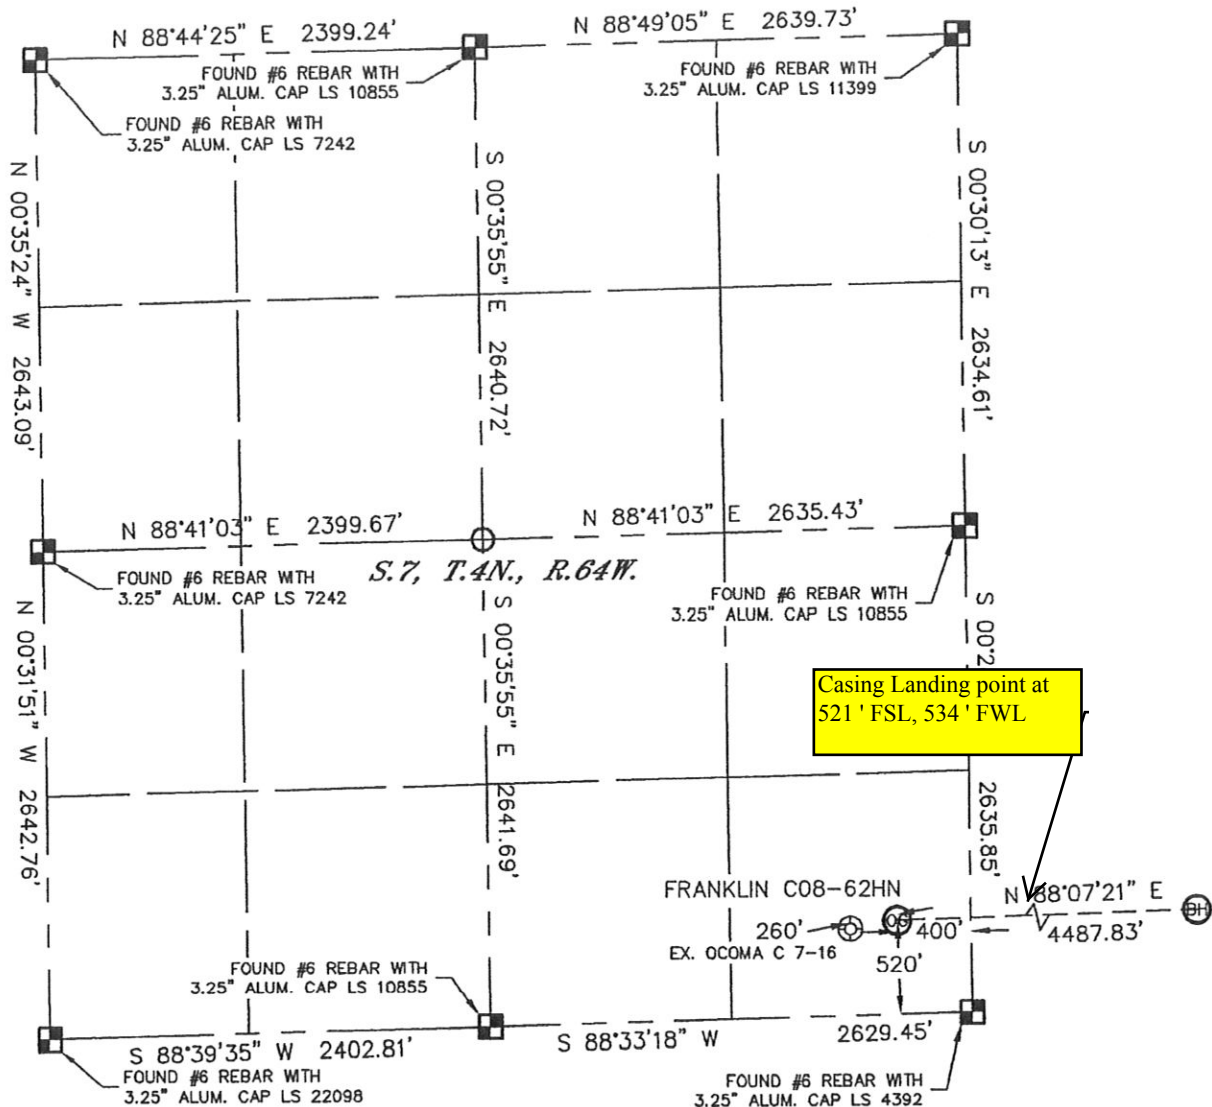 N 88°44'25" E 2399.24'
N 88°49'05" E 2639.73'
FOUND #6 REBAR WITH
3.25" ALUM. CAP LS 10855
FOUND #6 REBAR WITH
3.25" ALUM. CAP LS 11399
FOUND #6 REBAR WITH
3.25" ALUM. CAP LS 7242
N 00°35'24" W 2643.09'
S 00°35'55" E 2640.72'
S 00°30'13" E 2634.61'
N 88°41'03" E 2399.67'
N 88°41'03" E 2635.43'
S.7, T.4N., R.64W.
FOUND #6 REBAR WITH
3.25" ALUM. CAP LS 7242
FOUND #6 REBAR WITH
3.25" ALUM. CAP LS 10855
N 00°31'51" W 2642.76'
S 00°35'55" E 2641.69'
S 00°2 2635.85'
Casing Landing point at
521 ' FSL, 534 ' FWL
FRANKLIN C08-62HN
N 88°07'21" E
OG
BH
260'
400'
4487.83'
EX. OCOMA C 7-16
520'
FOUND #6 REBAR WITH
3.25" ALUM. CAP LS 10855
S 88°39'35" W 2402.81'
S 88°33'18" W 2629.45'
FOUND #6 REBAR WITH
3.25" ALUM. CAP LS 22098
FOUND #6 REBAR WITH
3.25" ALUM. CAP LS 4392